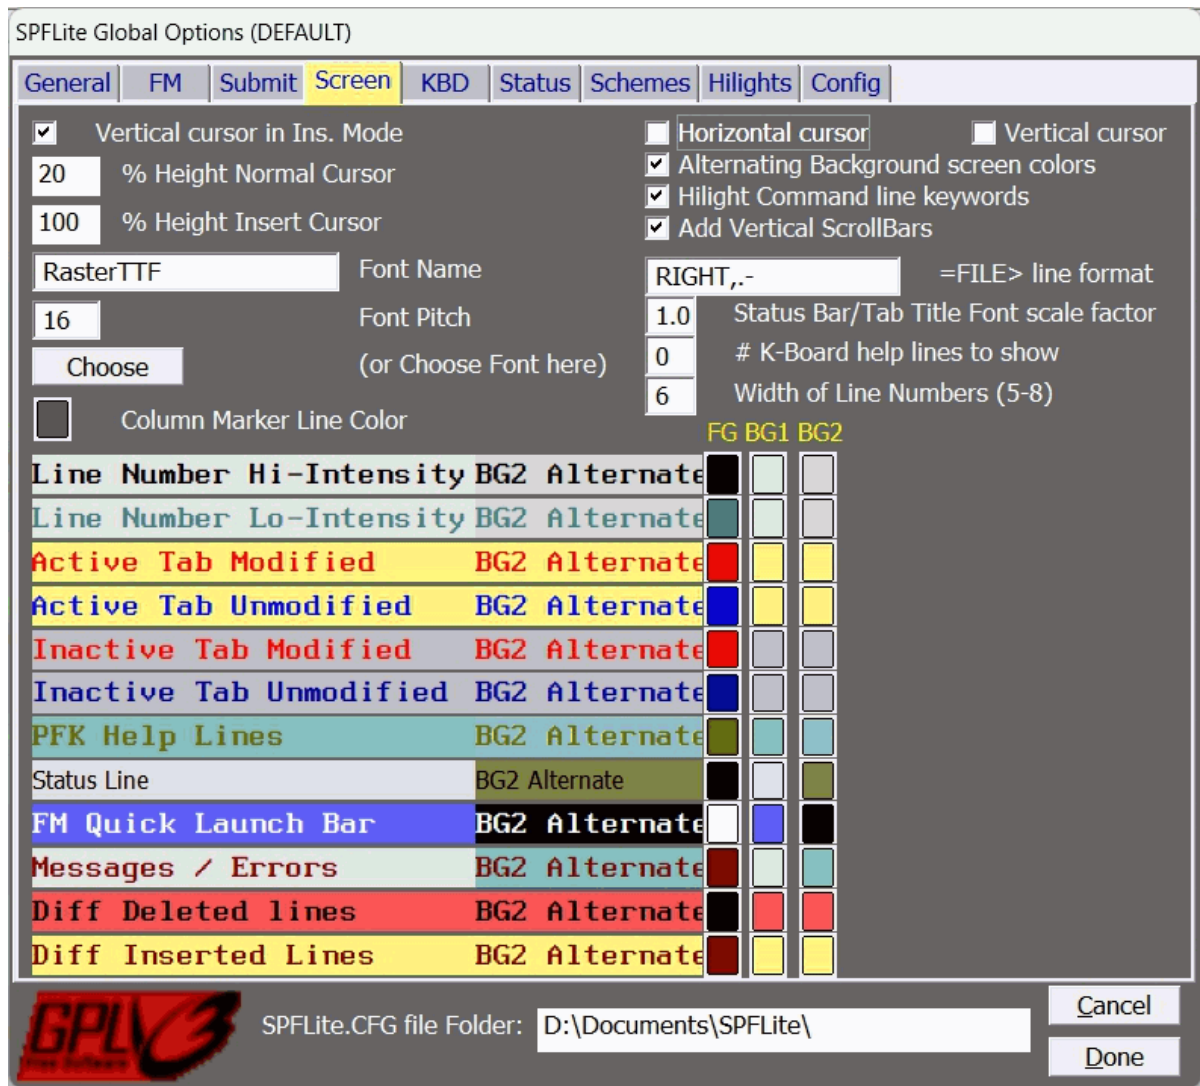 SPFLite Global Options (DEFAULT)
General FM Submit Screen KBD Status Schemes Hilights Config
Vertical cursor in Ins. Mode
20 % Height Normal Cursor
100 % Height Insert Cursor
RasterTTF Font Name
16 Font Pitch
Choose (or Choose Font here)
Column Marker Line Color
Horizontal cursor Vertical cursor
Alternating Background screen colors
Hilight Command line keywords
Add Vertical ScrollBars
RIGHT,.- =FILE> line format
1.0 Status Bar/Tab Title Font scale factor
0 # K-Board help lines to show
6 Width of Line Numbers (5-8)
FG BG1 BG2
Line Number Hi-Intensity BG2 Alternate
Line Number Lo-Intensity BG2 Alternate
Active Tab Modified BG2 Alternate
Active Tab Unmodified BG2 Alternate
Inactive Tab Modified BG2 Alternate
Inactive Tab Unmodified BG2 Alternate
PFK Help Lines BG2 Alternate
Status Line BG2 Alternate
FM Quick Launch Bar BG2 Alternate
Messages / Errors BG2 Alternate
Diff Deleted lines BG2 Alternate
Diff Inserted Lines BG2 Alternate
GPLv3
Free Software
SPFLite.CFG file Folder: D:\Documents\SPFLite\
Cancel
Done